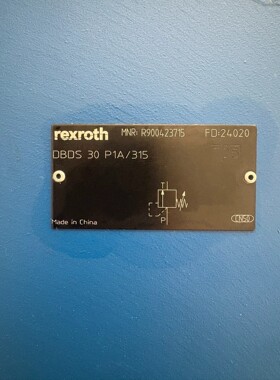 rexroth MNR: R900423715 FD:24020
DBDS 30 P1A/315
T
P
Made in China